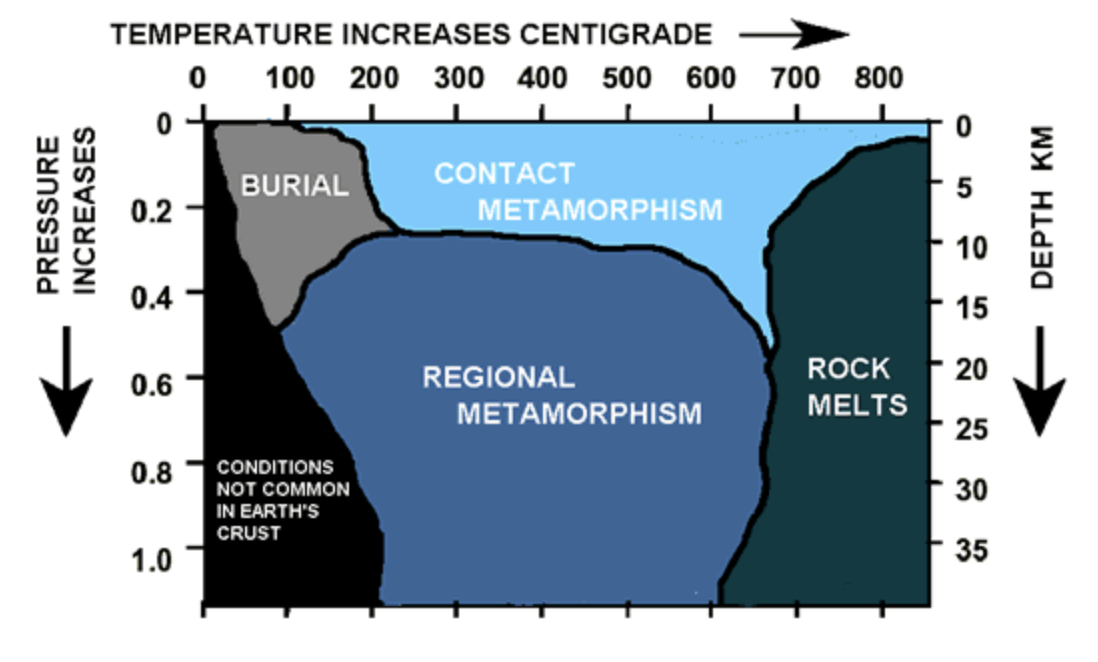 TEMPERATURE INCREASES CENTIGRADE
0 100 200 300 400 500 600 700 800
PRESSURE
INCREASES
0
0.2
0.4
0.6
0.8
1.0
BURIAL
CONTACT
METAMORPHISM
REGIONAL
METAMORPHISM
ROCK
MELTS
CONDITIONS
NOT COMMON
IN EARTH'S
CRUST
0
5
10
15
20
25
30
35
DEPTH KM